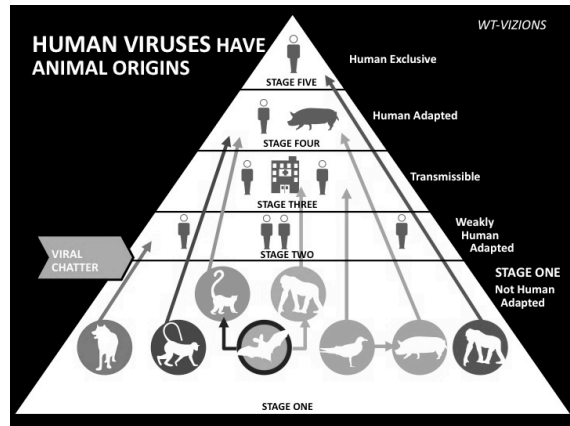 WT-VIZIONS
HUMAN VIRUSES HAVE
ANIMAL ORIGINS
Human Exclusive
STAGE FIVE
Human Adapted
STAGE FOUR
Transmissible
STAGE THREE
Weakly
Human
Adapted
STAGE TWO
VIRAL
CHATTER
STAGE ONE
Not Human
Adapted
STAGE ONE